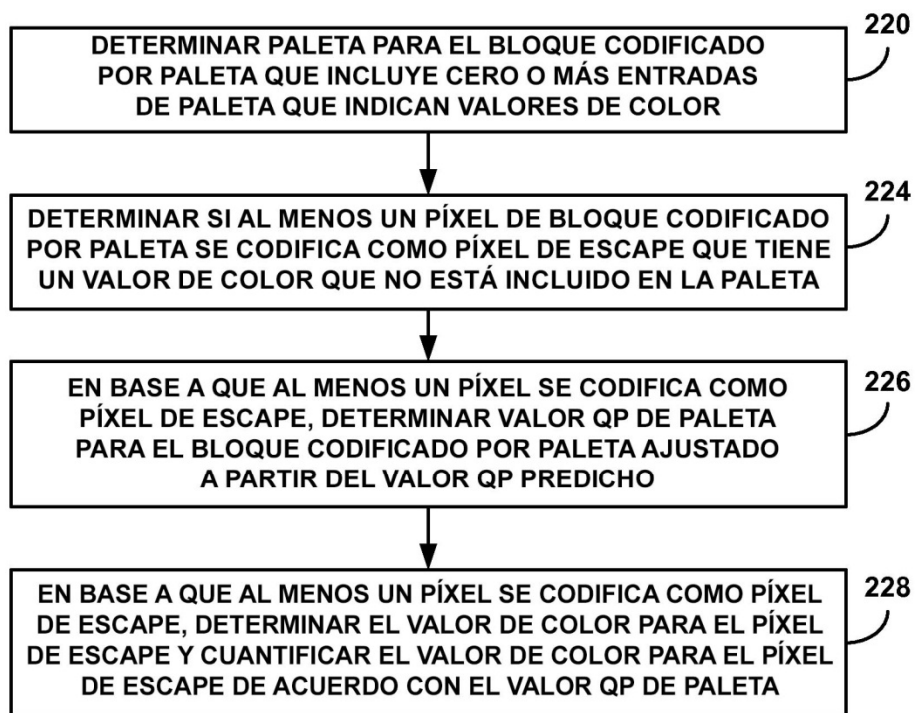 220
DETERMINAR PALETA PARA EL BLOQUE CODIFICADO
POR PALETA QUE INCLUYE CERO O MÁS ENTRADAS
DE PALETA QUE INDICAN VALORES DE COLOR
224
DETERMINAR SI AL MENOS UN PÍXEL DE BLOQUE CODIFICADO
POR PALETA SE CODIFICA COMO PÍXEL DE ESCAPE QUE TIENE
UN VALOR DE COLOR QUE NO ESTÁ INCLUIDO EN LA PALETA
226
EN BASE A QUE AL MENOS UN PÍXEL SE CODIFICA COMO
PÍXEL DE ESCAPE, DETERMINAR VALOR QP DE PALETA
PARA EL BLOQUE CODIFICADO POR PALETA AJUSTADO
A PARTIR DEL VALOR QP PREDICHO
228
EN BASE A QUE AL MENOS UN PÍXEL SE CODIFICA COMO PÍXEL
DE ESCAPE, DETERMINAR EL VALOR DE COLOR PARA EL PÍXEL
DE ESCAPE Y CUANTIFICAR EL VALOR DE COLOR PARA EL PÍXEL
DE ESCAPE DE ACUERDO CON EL VALOR QP DE PALETA